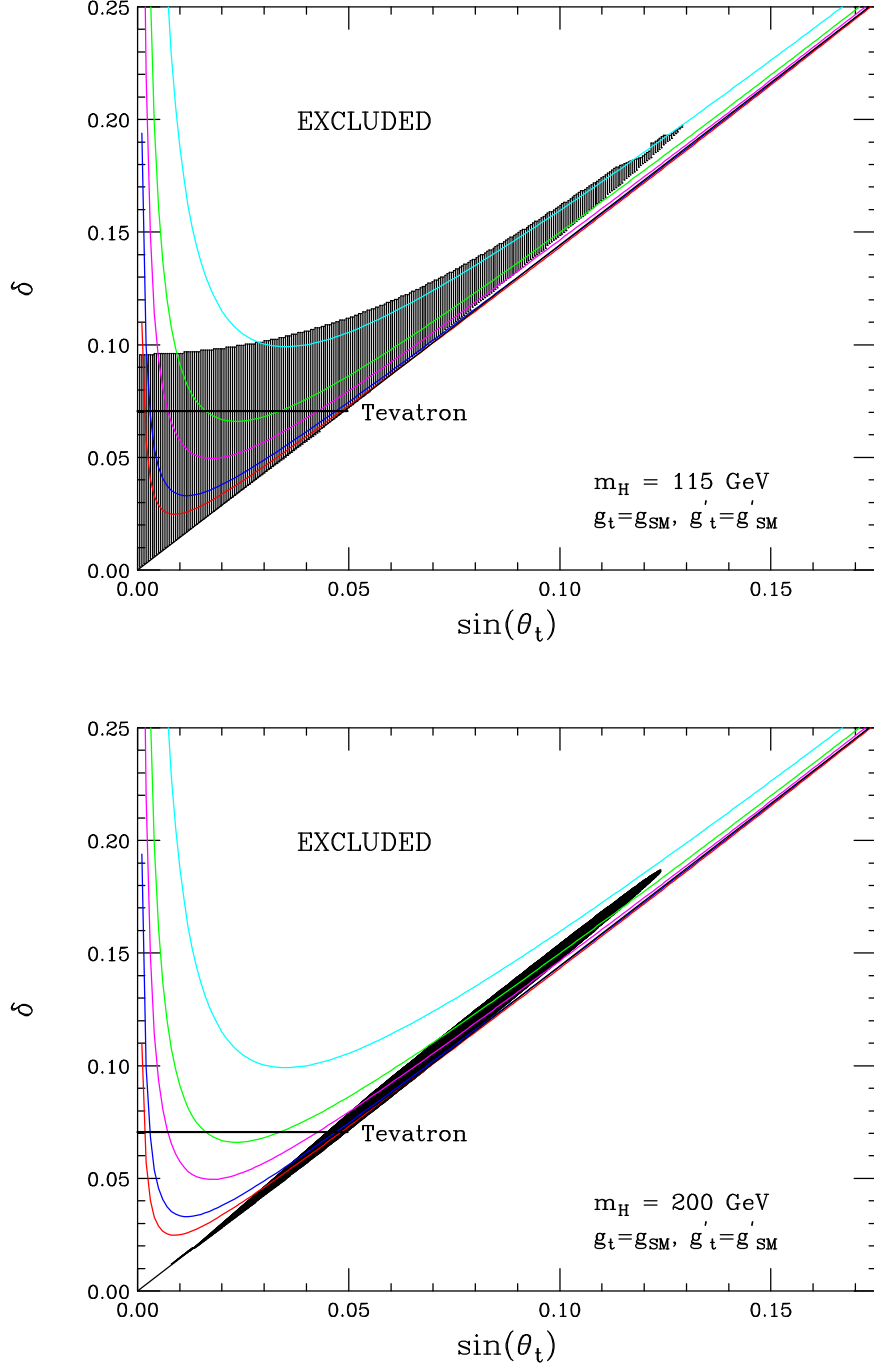 0.25
0.20
EXCLUDED
0.15
δ
0.10
Tevatron
0.05
m_H = 115 GeV
g_t=g_SM, g'_t=g'_SM
0.00
0.00 0.05 0.10 0.15
sin(θ_t)
0.25
0.20
EXCLUDED
0.15
δ
0.10
Tevatron
0.05
m_H = 200 GeV
g_t=g_SM, g'_t=g'_SM
0.00
0.00 0.05 0.10 0.15
sin(θ_t)